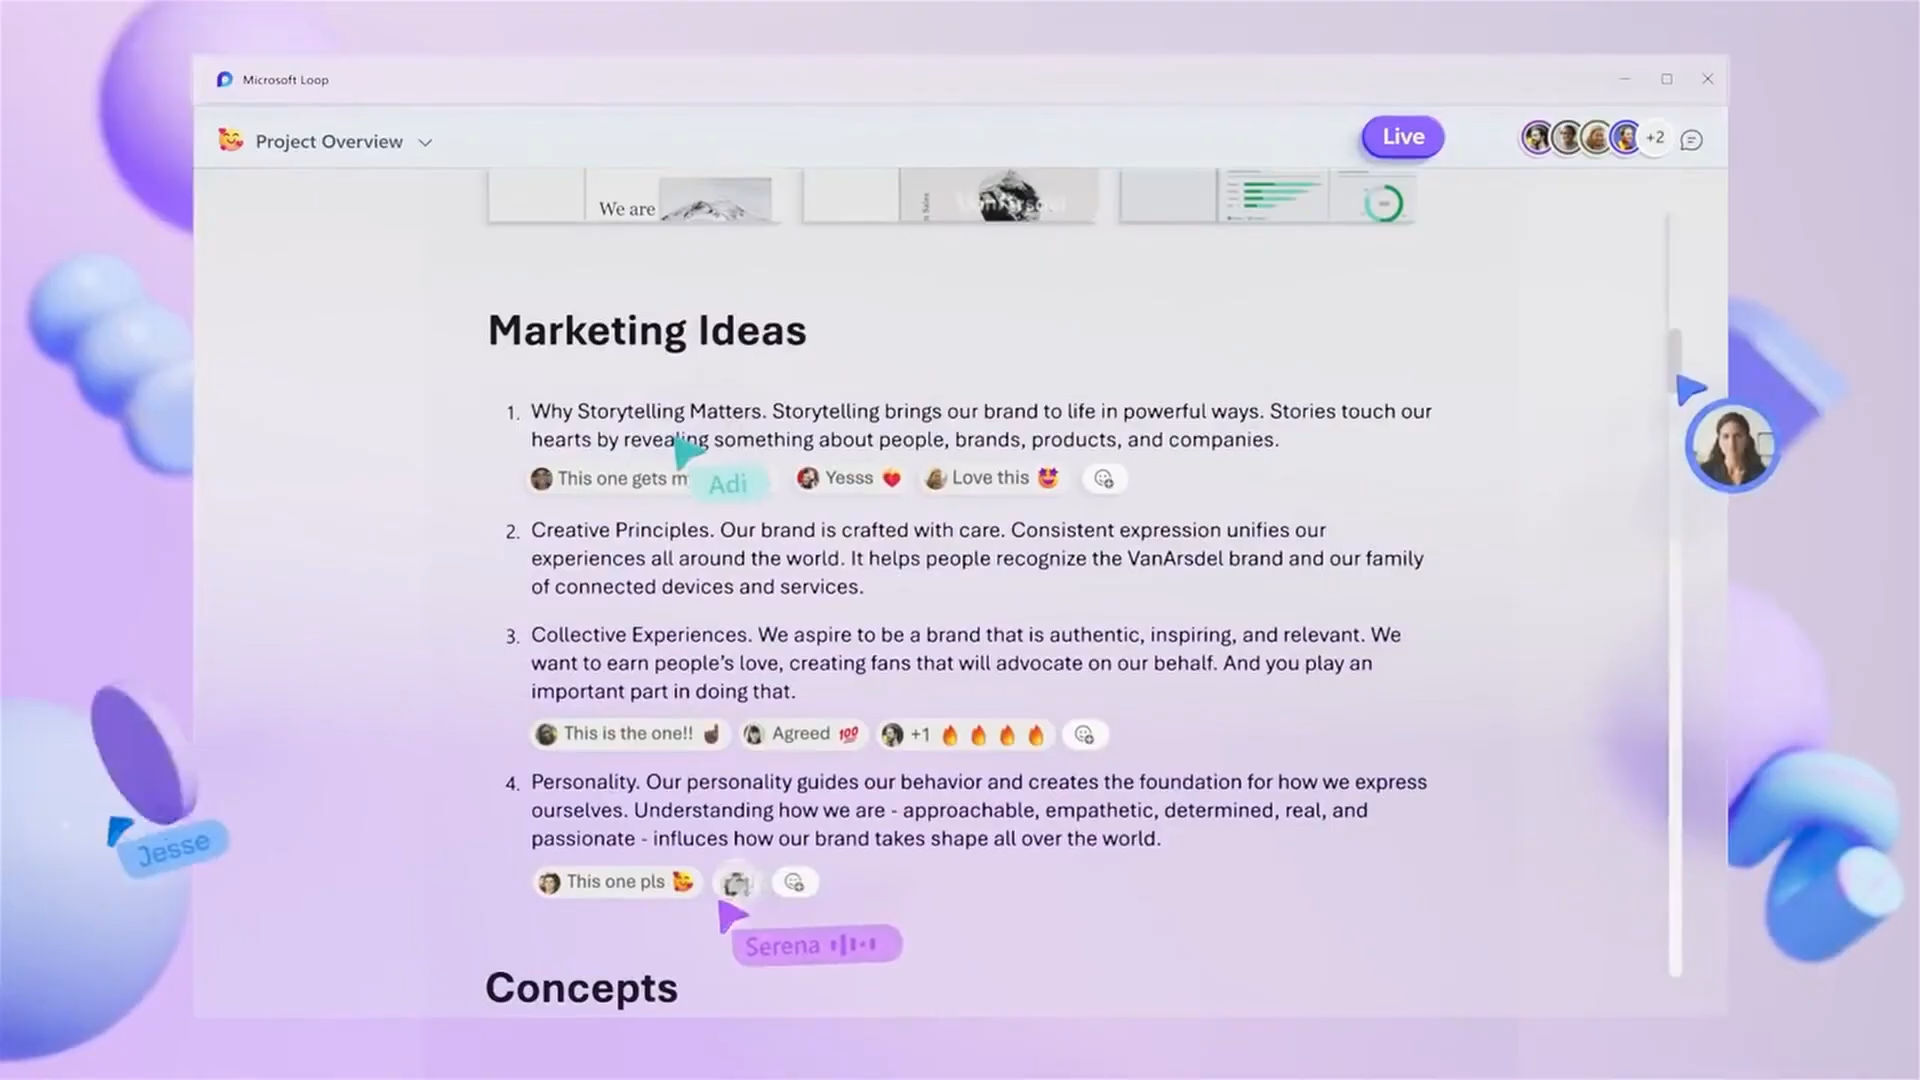 Microsoft Loop
Project Overview
Live
+2
We are
Marketing Ideas
1. Why Storytelling Matters. Storytelling brings our brand to life in powerful ways. Stories touch our
hearts by revealing something about people, brands, products, and companies.
This one gets m
Adi
Yesss ❤️
Love this 🤩
2. Creative Principles. Our brand is crafted with care. Consistent expression unifies our
experiences all around the world. It helps people recognize the VanArsdel brand and our family
of connected devices and services.
3. Collective Experiences. We aspire to be a brand that is authentic, inspiring, and relevant. We
want to earn people’s love, creating fans that will advocate on our behalf. And you play an
important part in doing that.
This is the one!! ☝🏿
Agreed 💯
+1 🔥 🔥 🔥 🔥
4. Personality. Our personality guides our behavior and creates the foundation for how we express
ourselves. Understanding how we are - approachable, empathetic, determined, real, and
passionate - influces how our brand takes shape all over the world.
Jesse
This one pls 🥰
Serena
Concepts